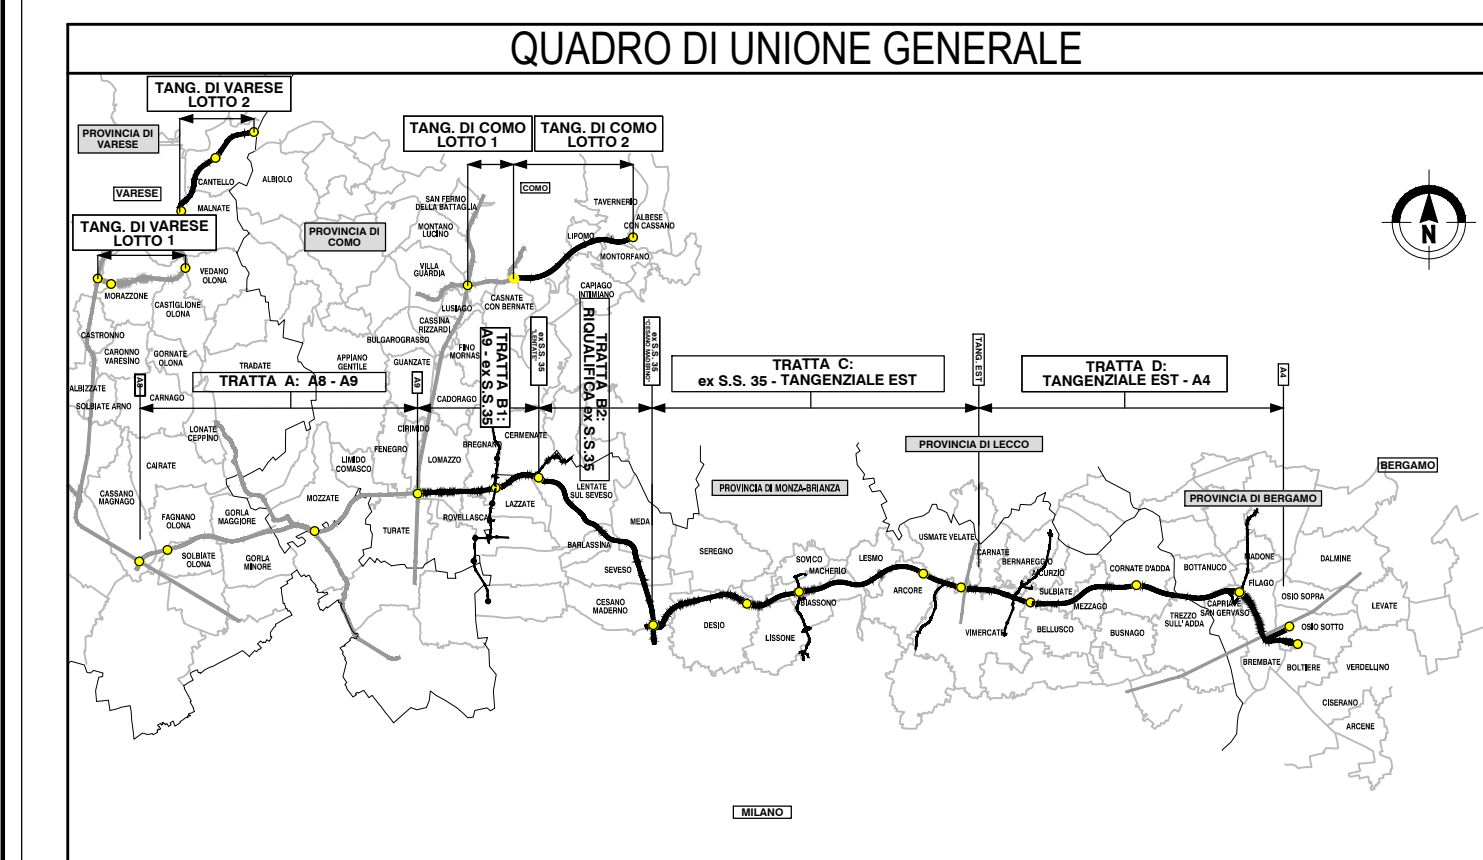 QUADRO DI UNIONE GENERALE
TANG. DI VARESE
LOTTO 2
PROVINCIA DI
VARESE
TANG. DI COMO
LOTTO 1
TANG. DI COMO
LOTTO 2
CANTELLO
ALBIOLO
VARESE
MALNATE
COMO
SAN FERMO
DELLA BATTAGLIA
TAVERNERIO
ALBESE
CON CASSANO
TANG. DI VARESE
LOTTO 1
PROVINCIA DI
COMO
MONTANO
LUCINO
LIPOMO
MONTORFANO
N
VILLA
GUARDIA
VEDANO
OLONA
MORAZZONE
CASTIGLIONE
OLONA
LUSIAGO
CASNATE
CON BERNATE
CAPIAGO
INTIMIANO
CASSINA
RIZZARDI
CASTRONNO
BULGAROGRASSO
CARONNO
VARESINO
GORNATE
OLONA
TRADATE
APPIANO
GENTILE
GUANZATE
FINO
MORNAS
TRATTA B1:
A9 - ex S.S.35
ex S.S. 35
"LENTATE"
TRATTA B2:
RIQUALIFICA ex S.S.35
ex S.S. 35
"CESANO MADERNO"
TRATTA C:
ex S.S. 35 - TANGENZIALE EST
TANG. EST
TRATTA D:
TANGENZIALE EST - A4
A4
ALBIZZATE
A8
TRATTA A: A8 - A9
A9
SOLBIATE ARNO
CARNAGO
CADORAGO
LONATE
CEPPINO
CIRIMIDO
CERMENATE
BREGNANO
FENEGRO
PROVINCIA DI LECCO
CAIRATE
LIMIDO
COMASCO
LOMAZZO
BERGAMO
CASSANO
MAGNAGO
MOZZATE
LENTATE
SUL SEVESO
PROVINCIA DI MONZA-BRIANZA
PROVINCIA DI BERGAMO
FAGNANO
OLONA
GORLA
MAGGIORE
TURATE
ROVELLASCA
LAZZATE
MEDA
SOLBIATE
OLONA
GORLA
MINORE
BARLASSINA
SEVESO
SEREGNO
SOVICO
MACHERIO
LESMO
USMATE VELATE
CARNATE
BERNAREGGIO
AICURZIO
CORNATE D'ADDA
BOTTANUCO
MADONE
DALMINE
FILAGO
CESANO
MADERNO
BIASSONO
ARCORE
SULBIATE
MEZZAGO
CAPRIATE
SAN GERVASO
OSIO SOPRA
LEVATE
DESIO
LISSONE
VIMERCATE
BELLUSCO
BUSNAGO
TREZZO
SULL'ADDA
OSIO SOTTO
BREMBATE
BOLTIERE
VERDELLINO
CISERANO
ARCENE
MILANO